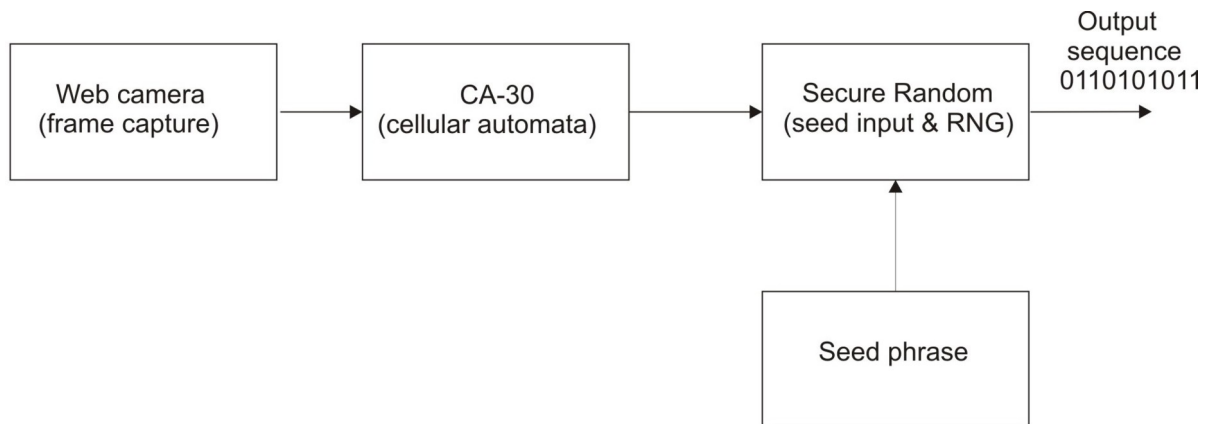 Web camera
(frame capture)
CA-30
(cellular automata)
Secure Random
(seed input & RNG)
Output
sequence
0110101011
Seed phrase